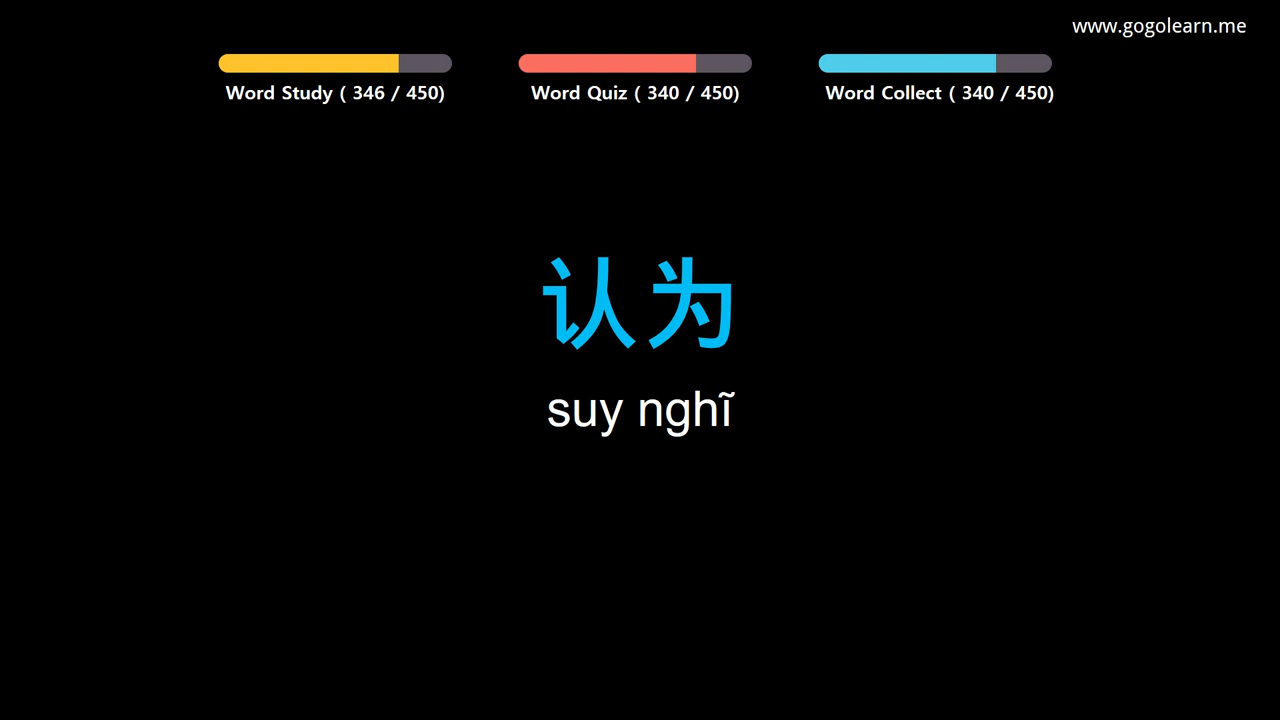 www.gogolearn.me
Word Study ( 346 / 450)
Word Quiz ( 340 / 450)
Word Collect ( 340 / 450)
认为
suy nghĩ